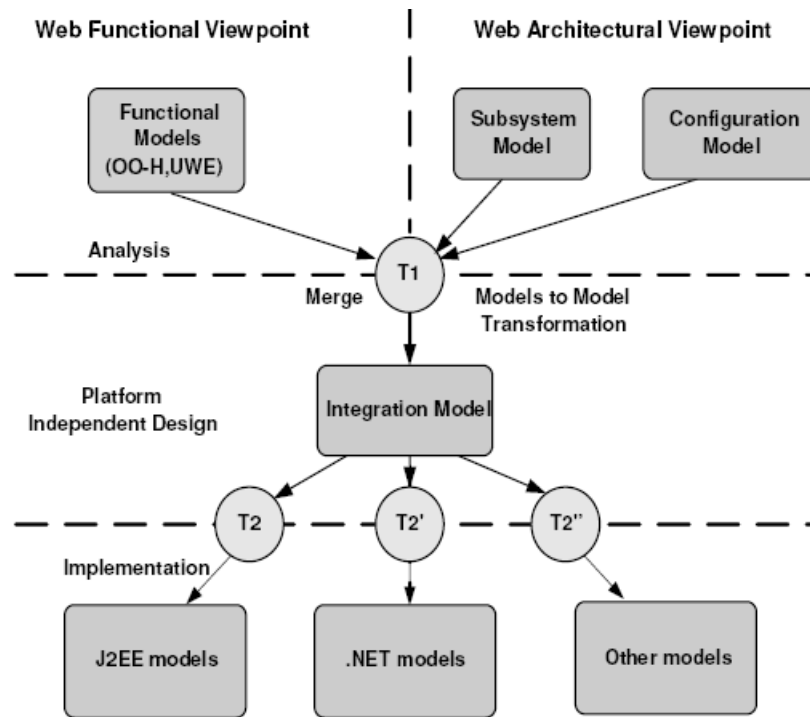 Web Functional Viewpoint
Web Architectural Viewpoint
Functional
Models
(OO-H,UWE)
Subsystem
Model
Configuration
Model
Analysis
T1
Merge
Models to Model
Transformation
Platform
Independent Design
Integration Model
T2
T2'
T2''
Implementation
J2EE models
.NET models
Other models